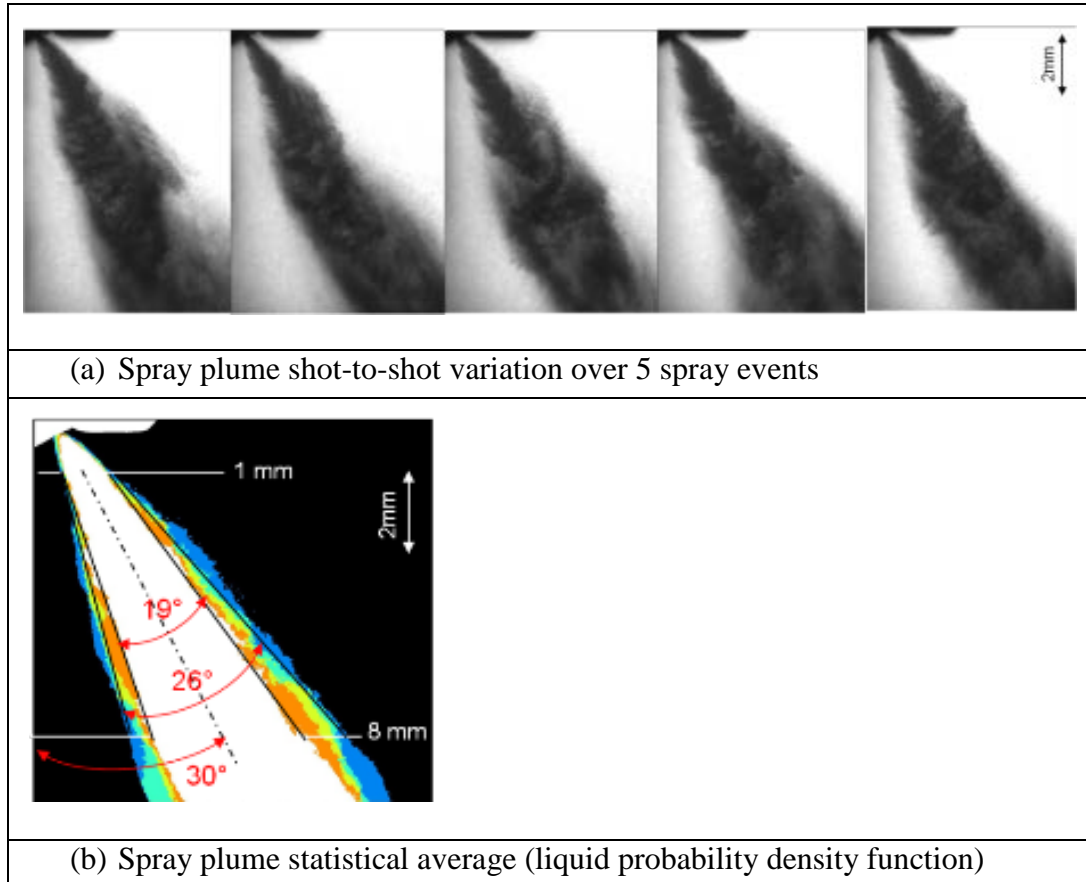 2mm
(a) Spray plume shot-to-shot variation over 5 spray events
1 mm
2mm
19°
26°
8 mm
30°
(b) Spray plume statistical average (liquid probability density function)